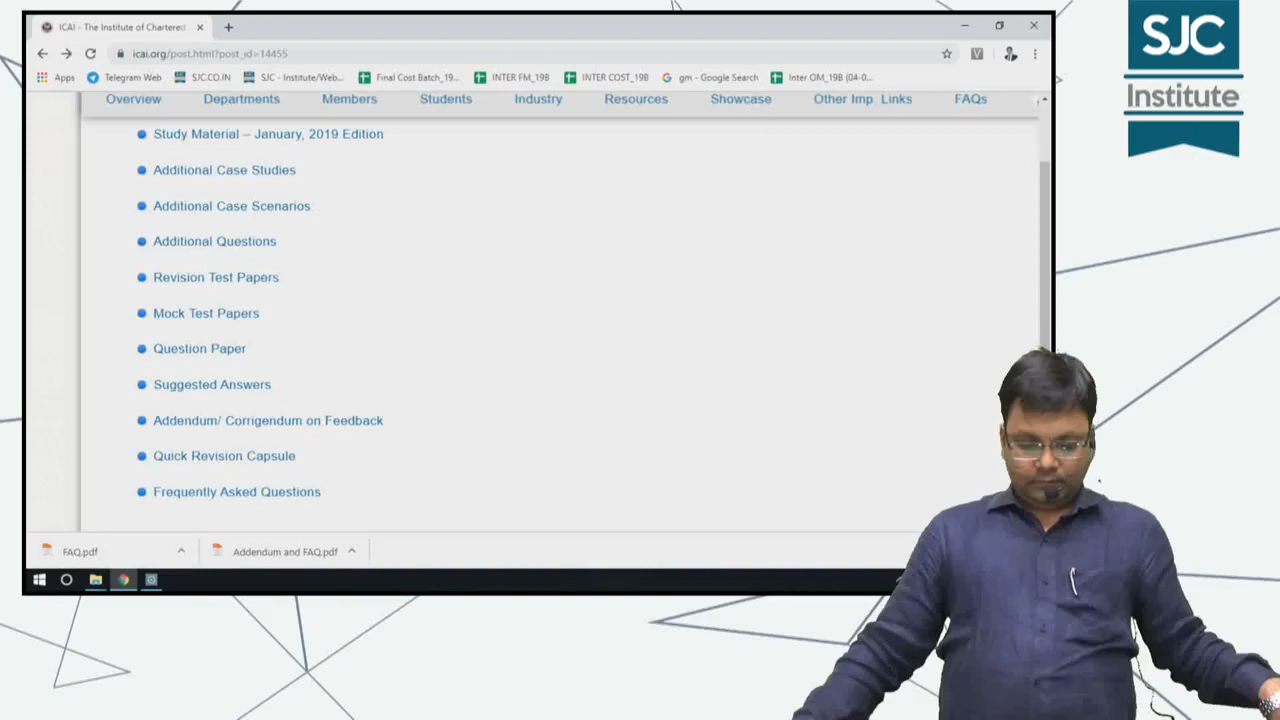 ICAI - The Institute of Chartered
icai.org/post.html?post_id=14455
Apps
Telegram Web
SJC.CO.IN
SJC - Institute/Web...
Final Cost Batch_19...
INTER FM_19B
INTER COST_19B
gm - Google Search
Inter OM_19B (04-0...
Overview
Departments
Members
Students
Industry
Resources
Showcase
Other Imp Links
FAQs
Study Material – January, 2019 Edition
Additional Case Studies
Additional Case Scenarios
Additional Questions
Revision Test Papers
Mock Test Papers
Question Paper
Suggested Answers
Addendum/ Corrigendum on Feedback
Quick Revision Capsule
Frequently Asked Questions
FAQ.pdf
Addendum and FAQ.pdf
SJC
Institute